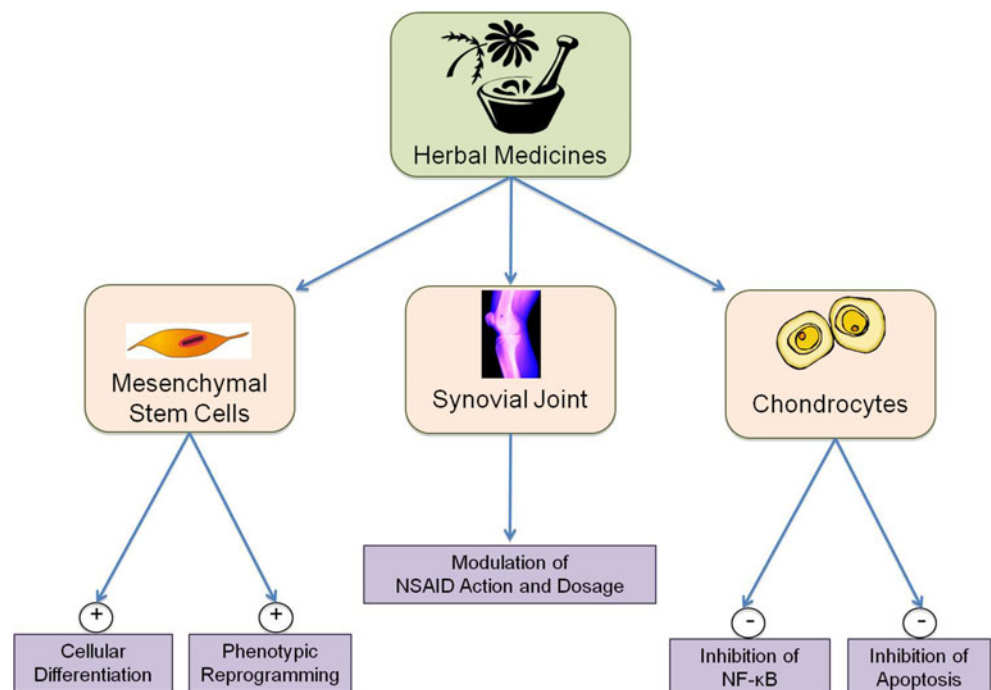 Herbal Medicines
Mesenchymal
Stem Cells
Synovial Joint
Chondrocytes
Modulation of
NSAID Action and Dosage
+
+
-
-
Cellular
Differentiation
Phenotypic
Reprogramming
Inhibition of
NF-κB
Inhibition of
Apoptosis